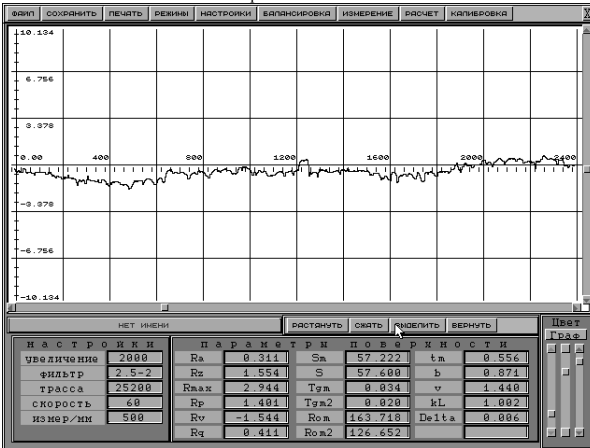 ФАИЛ СОХРАНИТЬ ПЕЧАТЬ РЕЖИМЫ НАСТРОЙКИ БАЛАНСИРОВКА ИЗМЕРЕНИЕ РАСЧЕТ КАЛИБРОВКА X
10.134
6.756
3.378
0.00 400 800 1200 1600 2000 2400
-3.378
-6.756
-10.134
НЕТ ИМЕНИ РАСТЯНУТЬ СЖАТЬ ВЫДЕЛИТЬ ВЕРНУТЬ Цвет
Граф
настройки параметры поверхности
увеличение 2000 Ra 0.311 Sm 57.222 tm 0.556
фильтр 2.5-2 Rz 1.554 S 57.600 b 0.871
трасса 25200 Rmax 2.944 Tgm 0.034 v 1.440
скорость 60 Rp 1.401 Tgm2 0.020 kL 1.002
измер/мм 500 Rv -1.544 Rom 163.718 Delta 0.006
Rq 0.411 Rom2 126.652